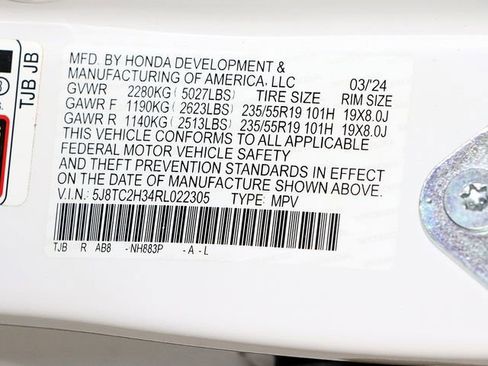 TJB JB
MFD. BY HONDA DEVELOPMENT &
MANUFACTURING OF AMERICA, LLC 03/'24
GVWR 2280KG (5027LBS) TIRE SIZE RIM SIZE
GAWR F 1190KG (2623LBS) 235/55R19 101H 19X8.0J
GAWR R 1140KG (2513LBS) 235/55R19 101H 19X8.0J
THIS VEHICLE CONFORMS TO ALL APPLICABLE
FEDERAL MOTOR VEHICLE SAFETY
AND THEFT PREVENTION STANDARDS IN EFFECT
ON THE DATE OF MANUFACTURE SHOWN ABOVE.
V.I.N.: 5J8TC2H34RL022305 TYPE: MPV
TJB R AB8 -NH883P -A-L